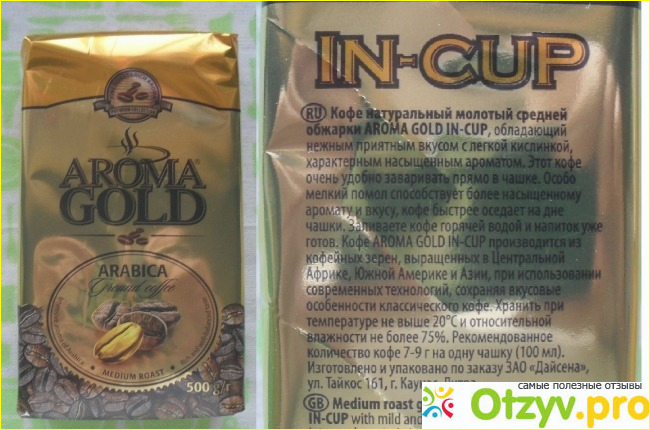 AROMA
GOLD
ARABICA
Ground coffee
MEDIUM ROAST
500 g/г
IN-CUP
RU Кофе натуральный молотый средней
обжарки AROMA GOLD IN-CUP, обладающий
нежным приятным вкусом с легкой кислинкой,
характерным насыщенным ароматом. Этот кофе
очень удобно заваривать прямо в чашке. Особо
мелкий помол способствует более насыщенному
аромату и вкусу, кофе быстрее оседает на дне
чашки. Заливаете кофе горячей водой и напиток уже
готов. Кофе AROMA GOLD IN-CUP производится из
кофейных зерен, выращенных в Центральной
Африке, Южной Америке и Азии, при использовании
современных технологий, сохраняя вкусовые
особенности классического кофе. Хранить при
температуре не выше 20°С и относительной
влажности не более 75%. Рекомендованное
количество кофе 7-9 г на одну чашку (100 мл).
Изготовлено и упаковано по заказу ЗАО «Дайсена»,
ул. Тайкос 161, г.
GB Medium roast
IN-CUP with mild and
самые полезные отзывы
Otzyv.pro